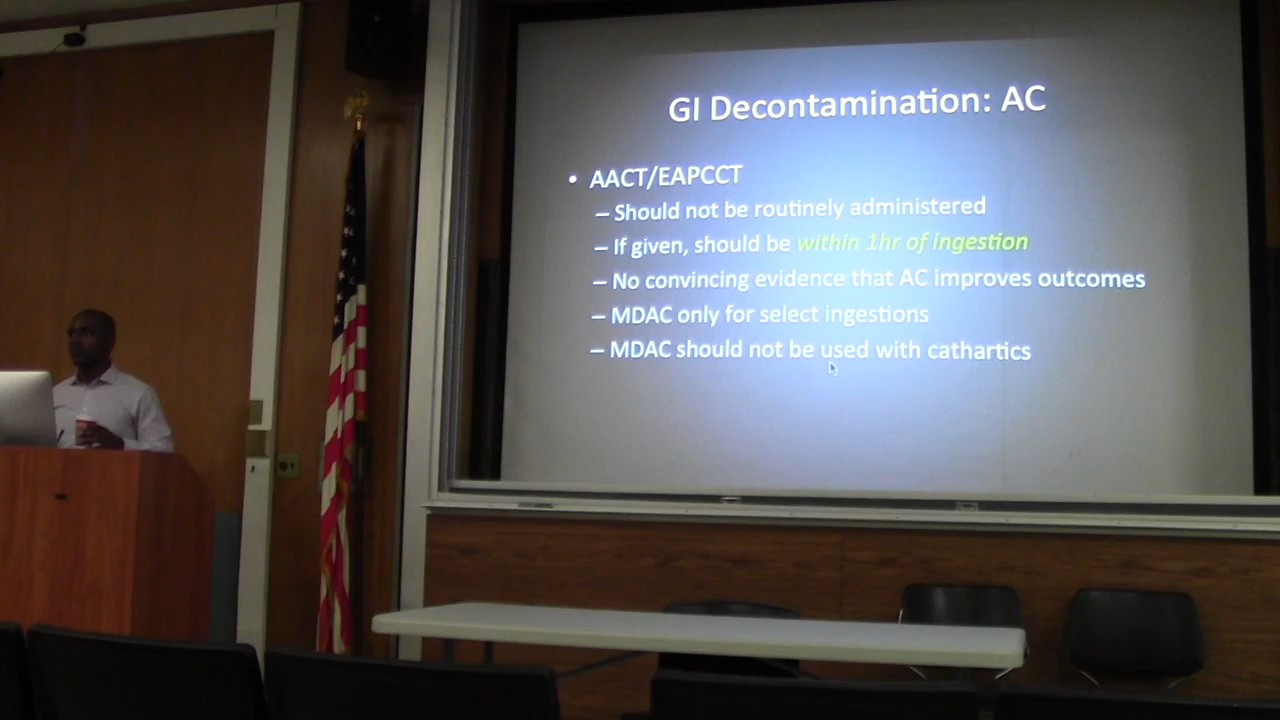 GI Decontamination: AC
• AACT/EAPCCT
– Should not be routinely administered
– If given, should be within 1hr of ingestion
– No convincing evidence that AC improves outcomes
– MDAC only for select ingestions
– MDAC should not be used with cathartics